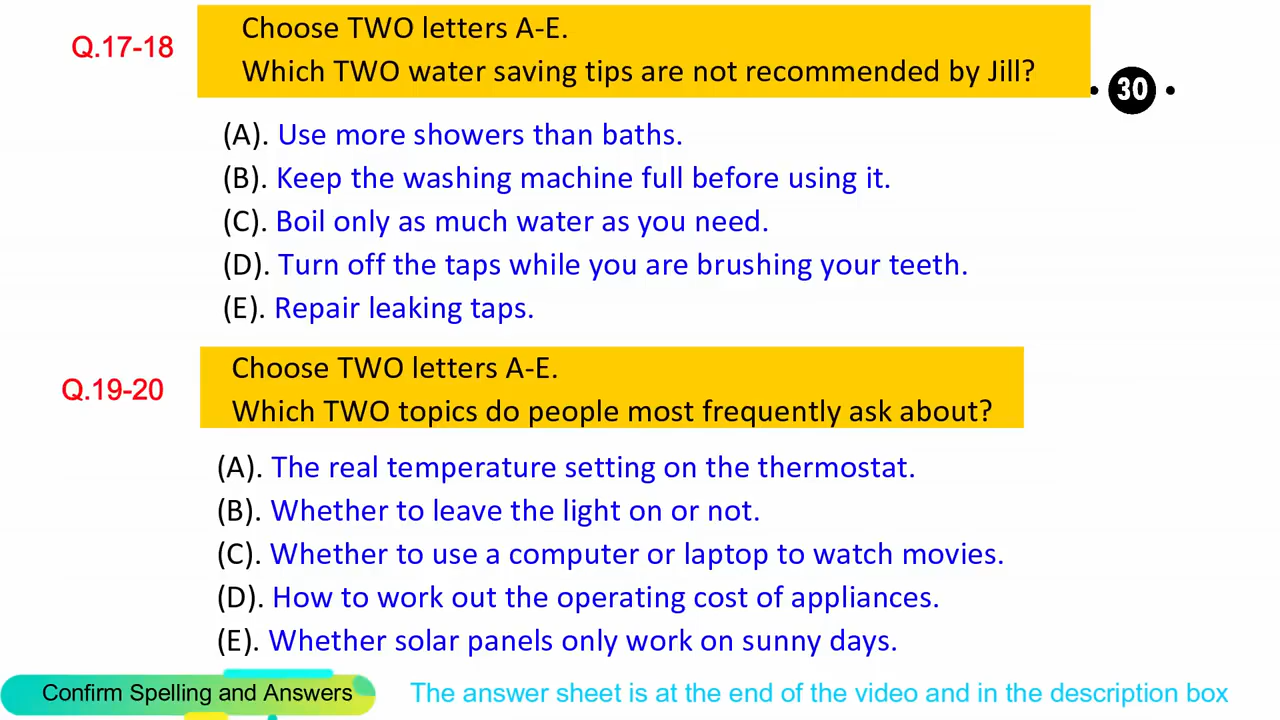 Q.17-18
Choose TWO letters A-E.
Which TWO water saving tips are not recommended by Jill?
30
(A). Use more showers than baths.
(B). Keep the washing machine full before using it.
(C). Boil only as much water as you need.
(D). Turn off the taps while you are brushing your teeth.
(E). Repair leaking taps.
Q.19-20
Choose TWO letters A-E.
Which TWO topics do people most frequently ask about?
(A). The real temperature setting on the thermostat.
(B). Whether to leave the light on or not.
(C). Whether to use a computer or laptop to watch movies.
(D). How to work out the operating cost of appliances.
(E). Whether solar panels only work on sunny days.
Confirm Spelling and Answers
The answer sheet is at the end of the video and in the description box